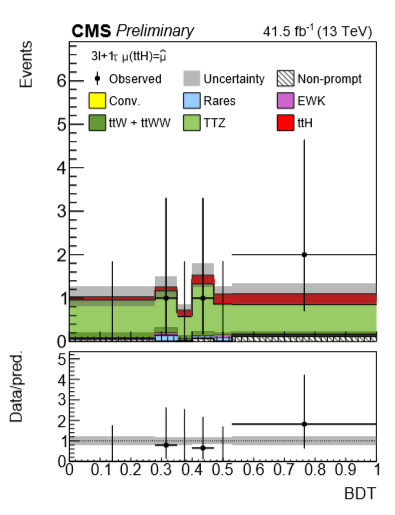 CMS Preliminary 41.5 fb⁻¹ (13 TeV)
Events
3l+1τ μ(ttH)=μ̂
Observed Uncertainty Non-prompt
Conv. Rares EWK
ttW + ttWW TTZ ttH
6
5
4
3
2
1
0
Data/pred.
5
4
3
2
1
0
0 0.1 0.2 0.3 0.4 0.5 0.6 0.7 0.8 0.9 1
BDT